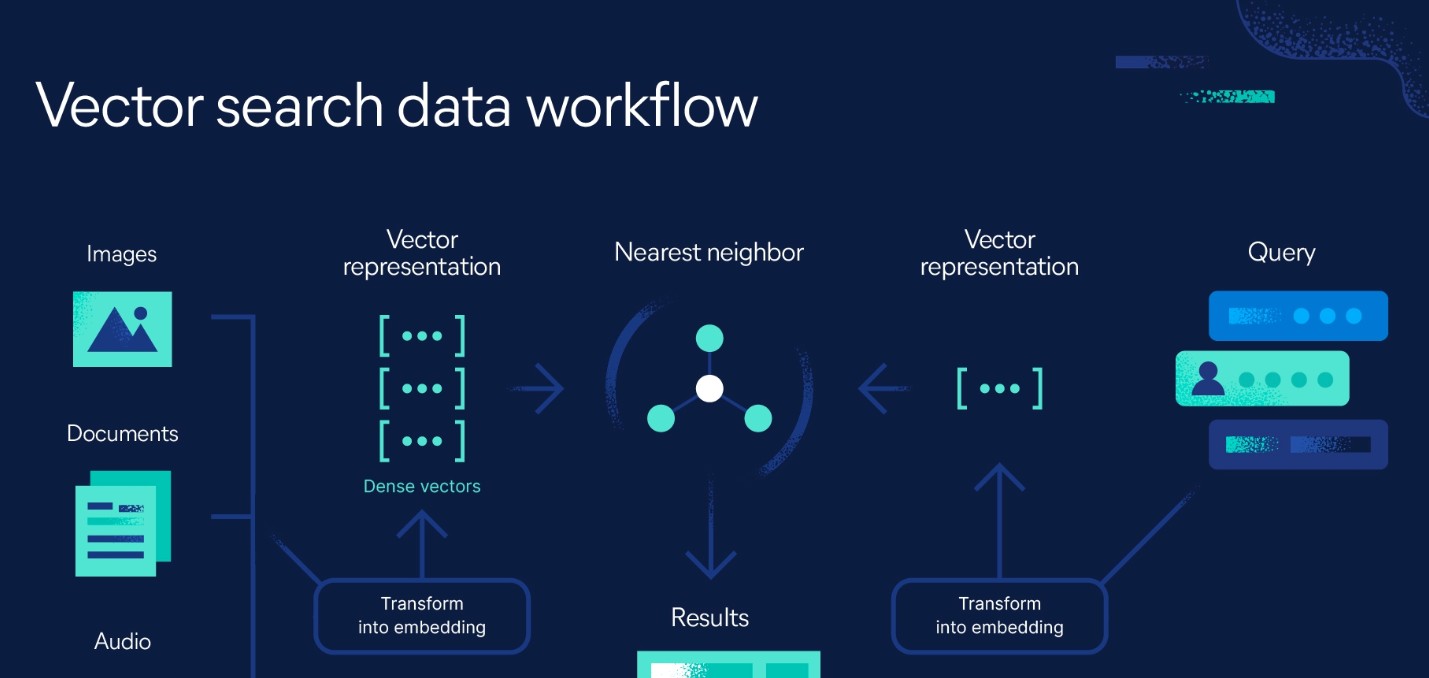 Vector search data workflow
Images
Documents
Audio
Vector
representation
Dense vectors
Transform
into embedding
Nearest neighbor
Results
Vector
representation
Transform
into embedding
Query